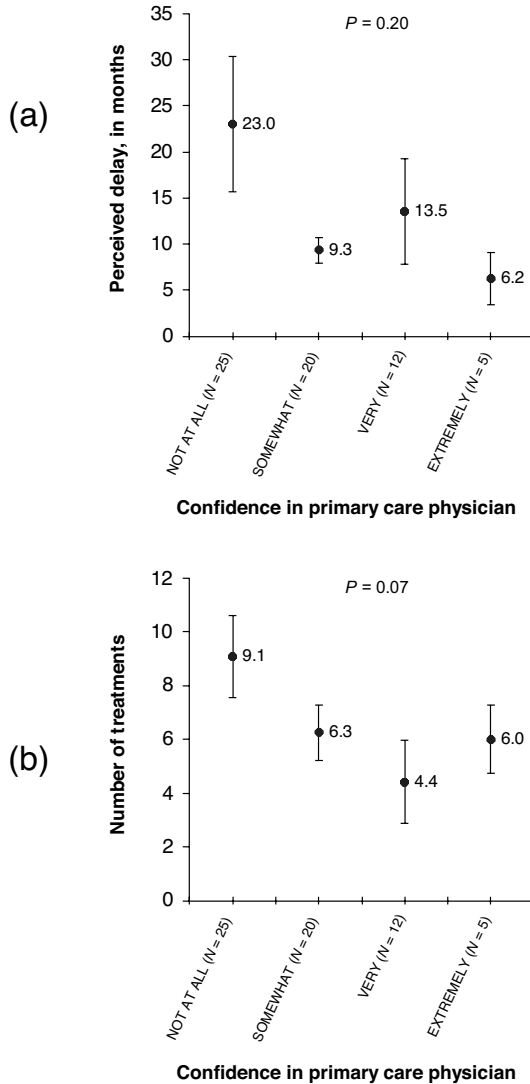 (a)
Perceived delay, in months
35
30
25
20
15
10
5
0
P = 0.20
23.0
9.3
13.5
6.2
NOT AT ALL (N = 25)
SOMEWHAT (N = 20)
VERY (N = 12)
EXTREMELY (N = 5)
Confidence in primary care physician
(b)
Number of treatments
12
10
8
6
4
2
0
P = 0.07
9.1
6.3
4.4
6.0
NOT AT ALL (N = 25)
SOMEWHAT (N = 20)
VERY (N = 12)
EXTREMELY (N = 5)
Confidence in primary care physician